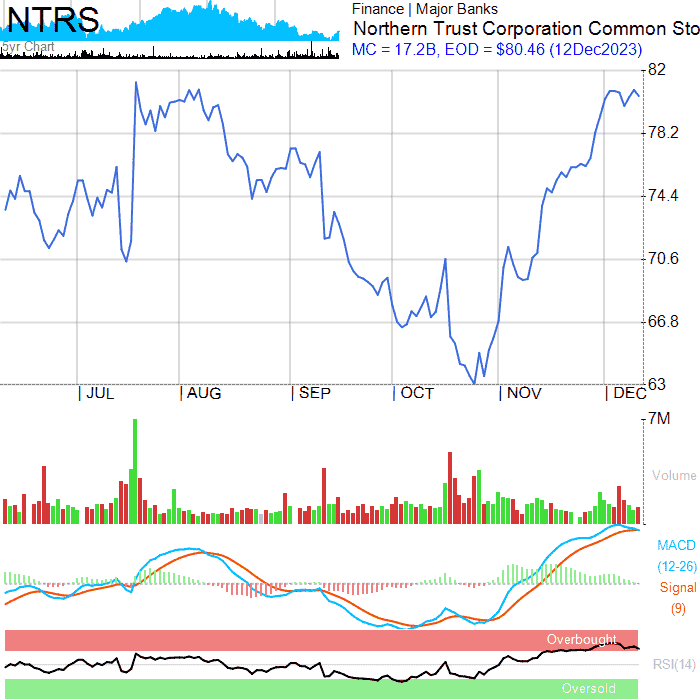 NTRS
5yr Chart
Finance | Major Banks
Northern Trust Corporation Common Sto
MC = 17.2B, EOD = $80.46 (12Dec2023)
82
78.2
74.4
70.6
66.8
63
| JUL | AUG | SEP | OCT | NOV | DEC
7M
Volume
MACD
(12-26)
Signal
(9)
Overbought
RSI(14)
Oversold